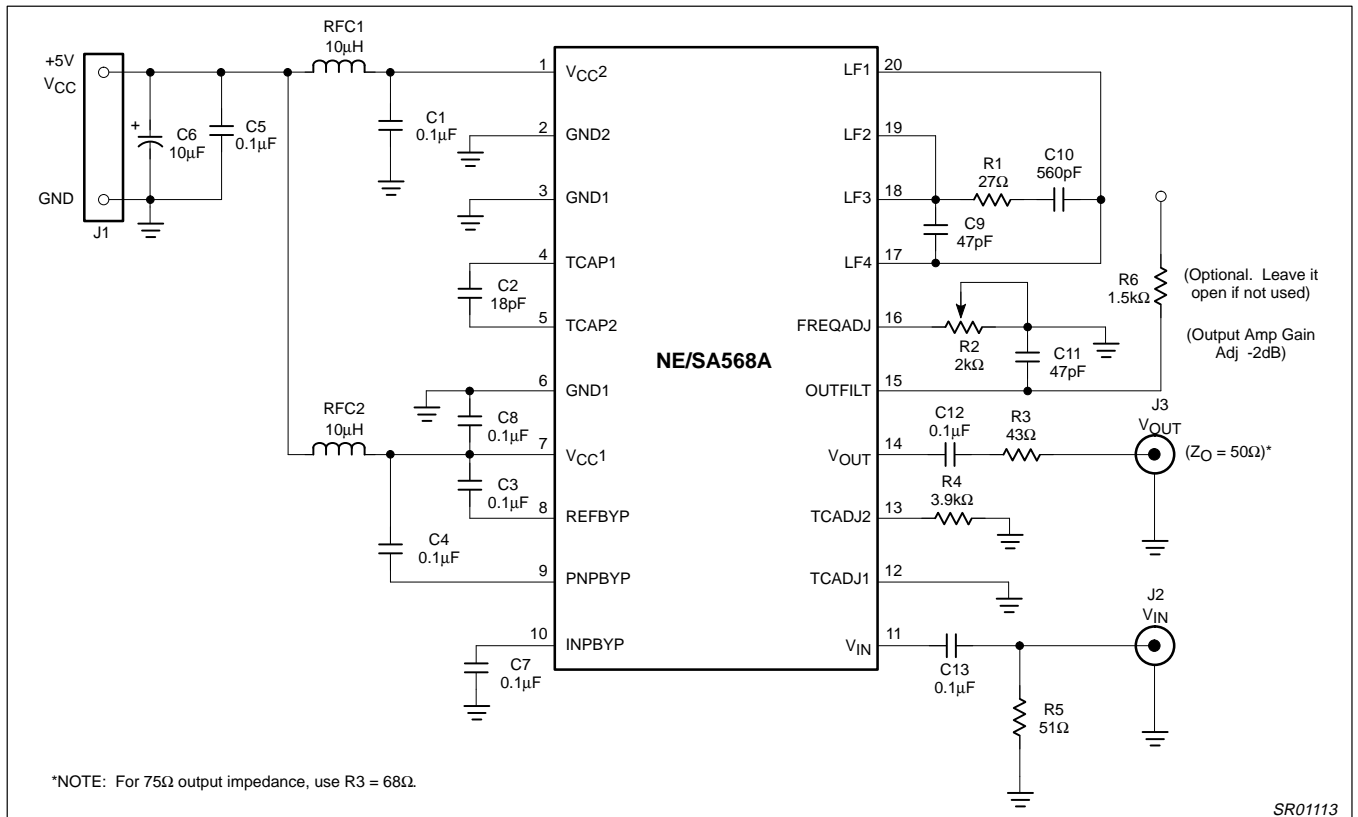 +5V
VCC
GND
J1
+
C6
10µF
C5
0.1µF
RFC1
10µH
C1
0.1µF
C2
18pF
RFC2
10µH
C8
0.1µF
C3
0.1µF
C4
0.1µF
C7
0.1µF
1 VCC2
2 GND2
3 GND1
4 TCAP1
5 TCAP2
6 GND1
7 VCC1
8 REFBYP
9 PNPBYP
10 INPBYP
NE/SA568A
LF1 20
LF2 19
LF3 18
LF4 17
FREQADJ 16
OUTFILT 15
VOUT 14
TCADJ2 13
TCADJ1 12
VIN 11
R1
27Ω
C10
560pF
C9
47pF
R2
2kΩ
C11
47pF
R6
1.5kΩ
(Optional. Leave it
open if not used)
(Output Amp Gain
Adj -2dB)
C12
0.1µF
R3
43Ω
J3
VOUT
(ZO = 50Ω)*
R4
3.9kΩ
C13
0.1µF
R5
51Ω
J2
VIN
*NOTE: For 75Ω output impedance, use R3 = 68Ω.
SR01113